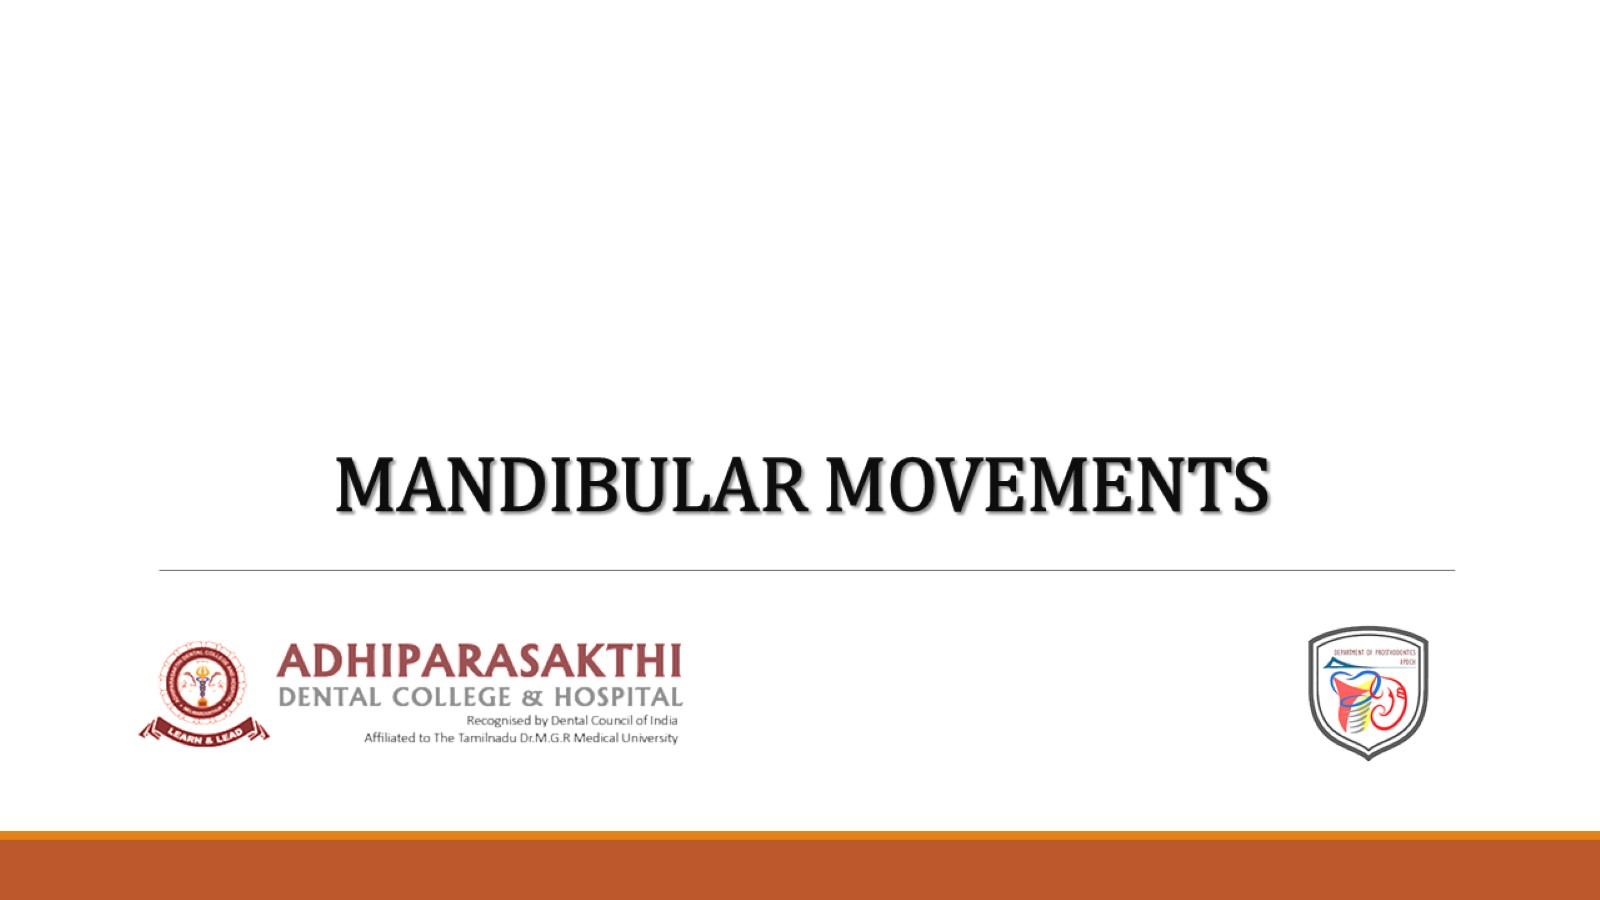 MANDIBULAR MOVEMENTS
ADHIPARASAKTHI
DENTAL COLLEGE & HOSPITAL
Recognised by Dental Council of India
Affiliated to The Tamilnadu Dr.M.G.R Medical University
LEARN & LEAD
DEPARTMENT OF PROSTHODONTICS
APDCH